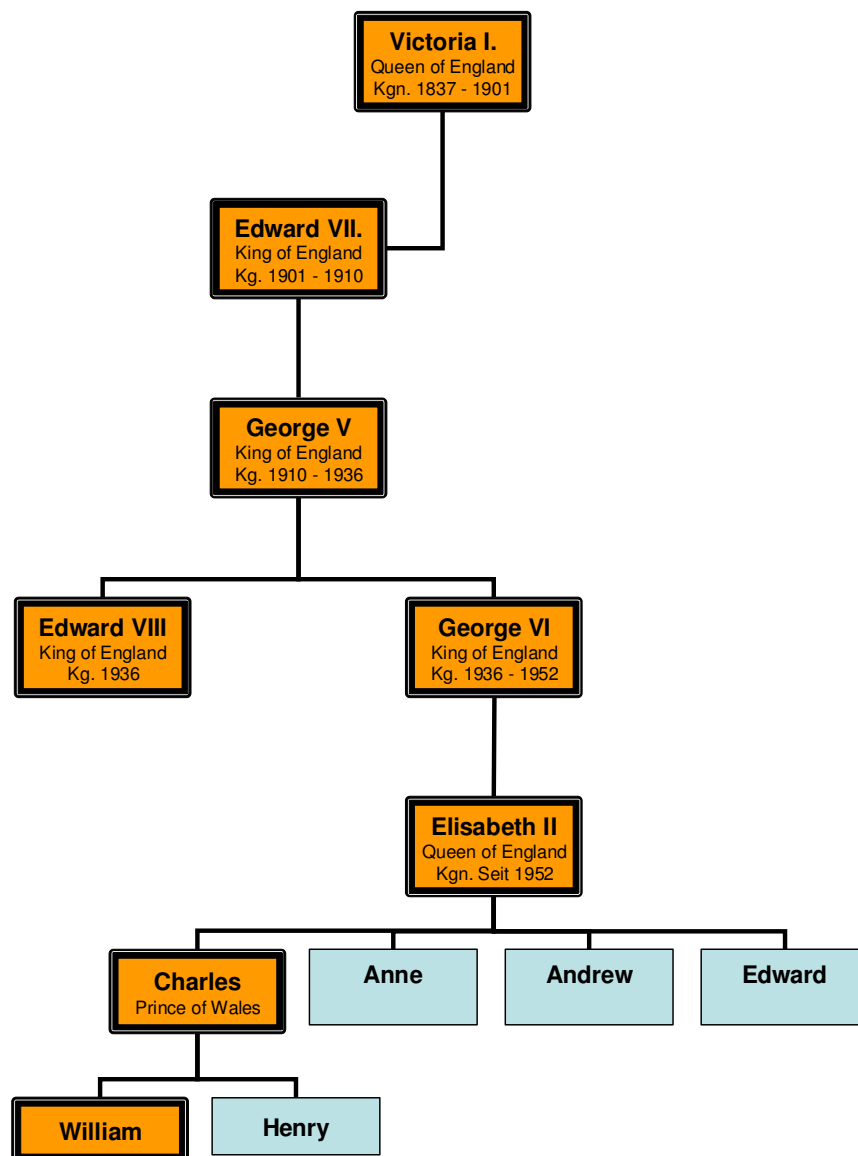 Victoria I.
Queen of England
Kgn. 1837 - 1901
Edward VII.
King of England
Kg. 1901 - 1910
George V
King of England
Kg. 1910 - 1936
Edward VIII
King of England
Kg. 1936
George VI
King of England
Kg. 1936 - 1952
Elisabeth II
Queen of England
Kgn. Seit 1952
Charles
Prince of Wales
Anne
Andrew
Edward
William
Henry